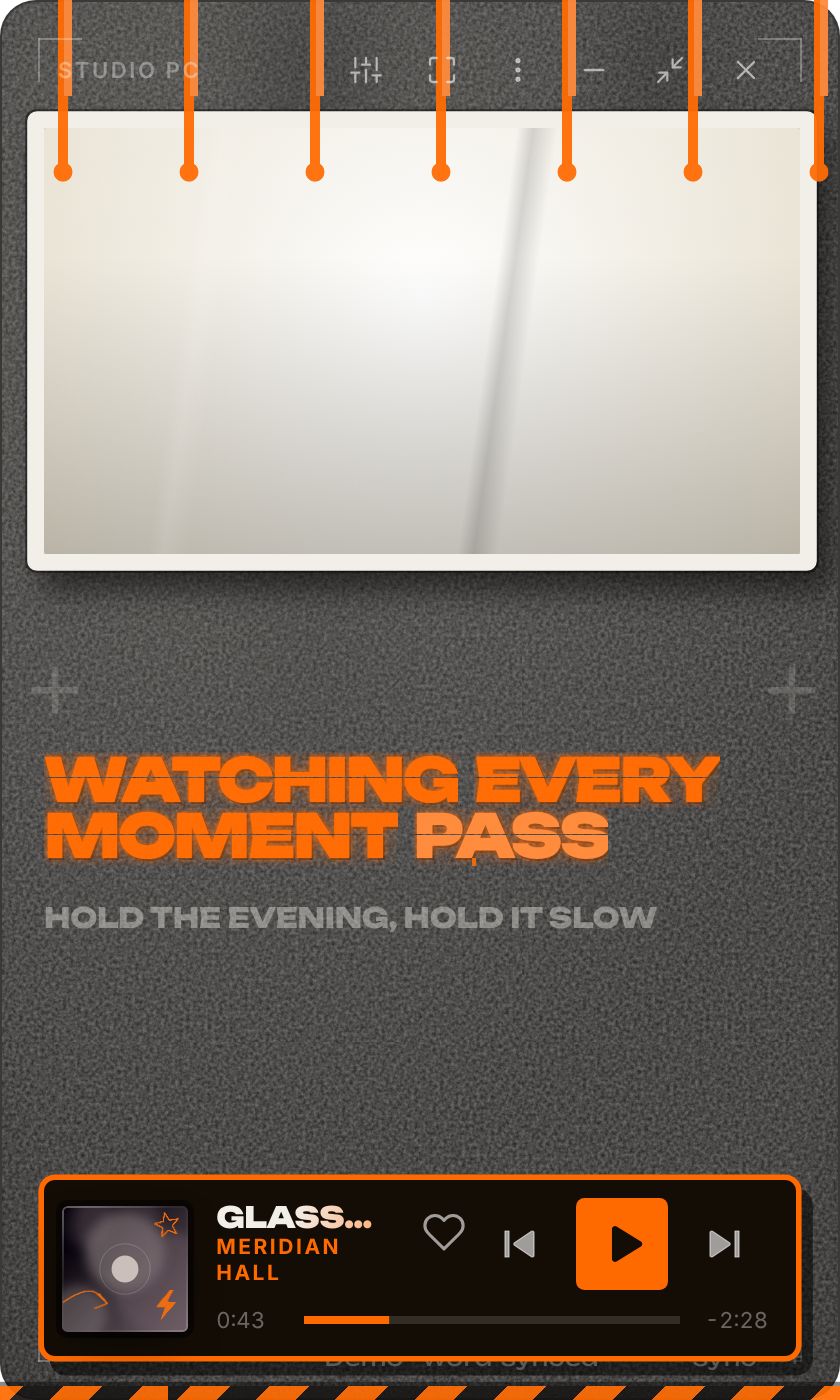 STUDIO PC
WATCHING EVERY
MOMENT PASS
HOLD THE EVENING, HOLD IT SLOW
GLASS...
MERIDIAN
HALL
0:43
-2:28